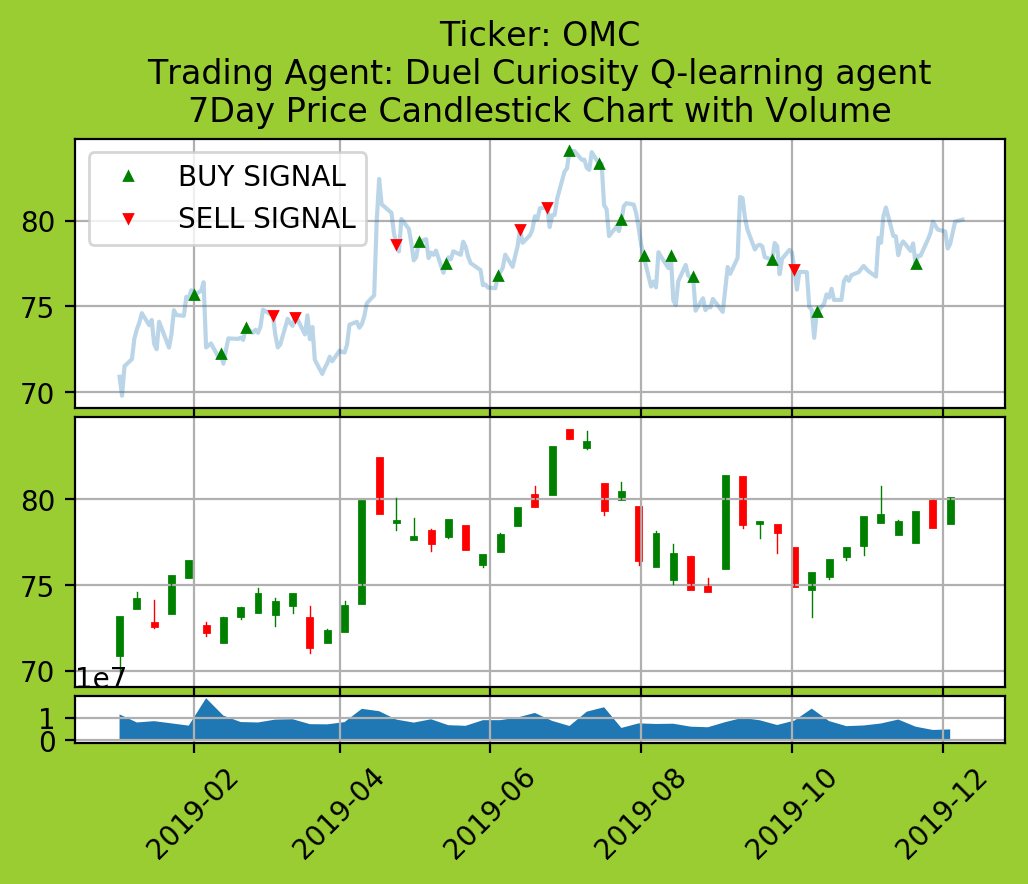 Ticker: OMC
Trading Agent: Duel Curiosity Q-learning agent
7Day Price Candlestick Chart with Volume
BUY SIGNAL
SELL SIGNAL
80
75
70
80
75
70
1e7
1
0
2019-02
2019-04
2019-06
2019-08
2019-10
2019-12